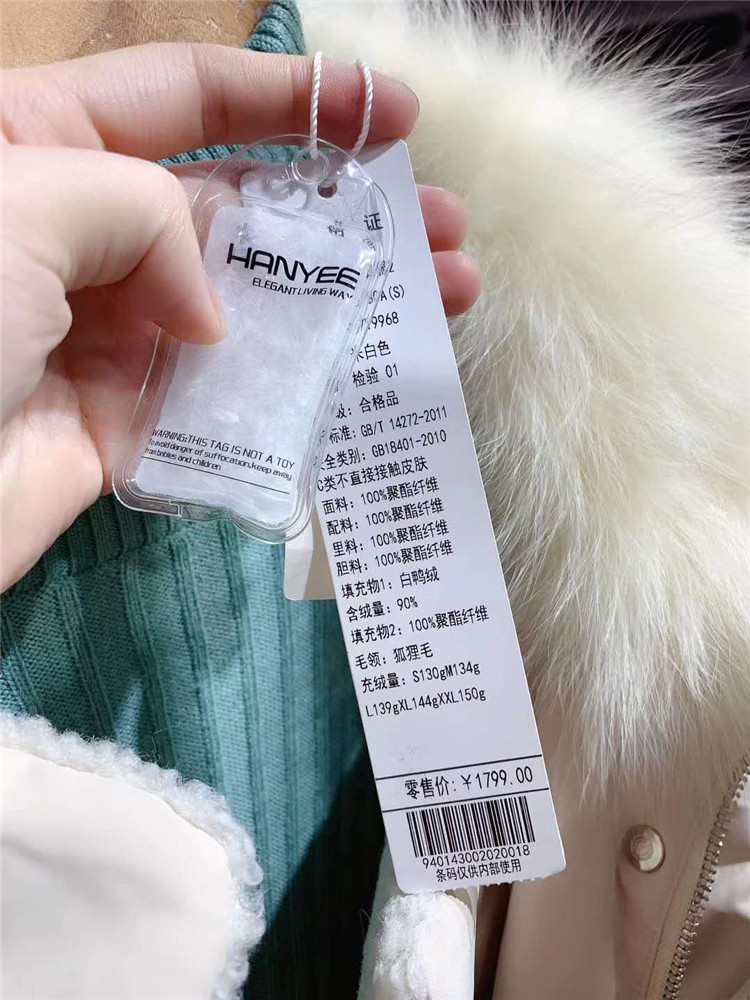 HANYEE
ELEGANT LIVING WAY
WARNING:THIS TAG IS NOT A TOY
To avoid danger of suffocation,keep away
from babies and children
证
A(S)
9968
米白色
检验 01
合格品
标准: GB/T 14272-2011
全类别: GB18401-2010
C类不直接接触皮肤
面料: 100%聚酯纤维
配料: 100%聚酯纤维
里料: 100%聚酯纤维
胆料: 100%聚酯纤维
填充物1: 白鸭绒
含绒量: 90%
填充物2: 100%聚酯纤维
毛领: 狐狸毛
充绒量: S130gM134g
L139gXL144gXXL150g
零售价:￥1799.00
940143002020018
条码仅供内部使用